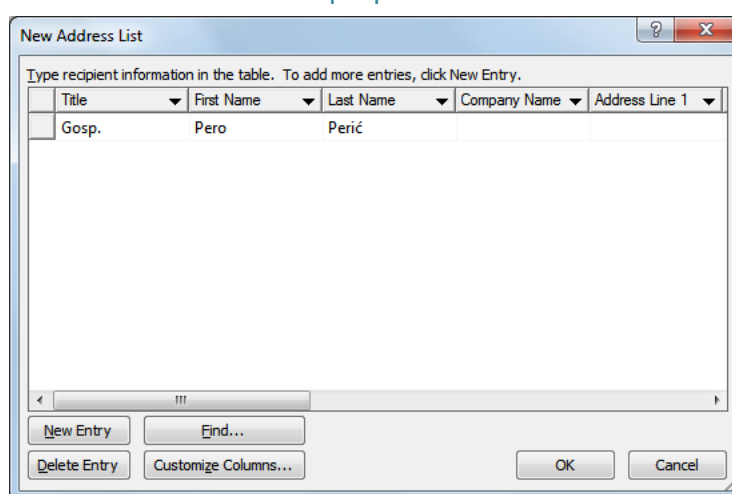 New Address List
Type recipient information in the table. To add more entries, click New Entry.
Title First Name Last Name Company Name Address Line 1
Gosp. Pero Perić
New Entry Find...
Delete Entry Customize Columns... OK Cancel